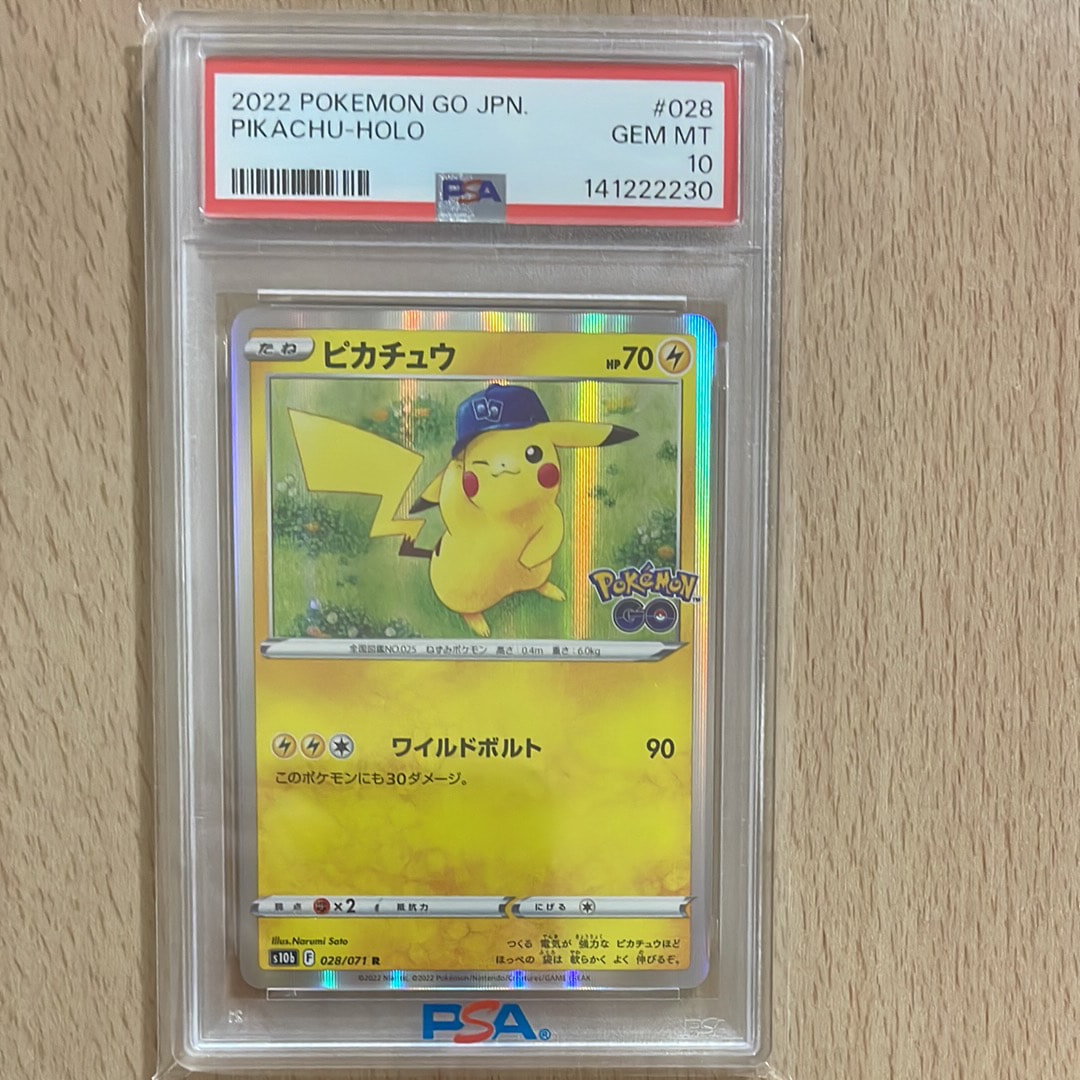 2022 POKEMON GO JPN. #028
PIKACHU-HOLO GEM MT
10
PSA 141222230
たね ピカチュウ HP70
POKÉMON™
GO
全国図鑑NO.025 ねずみポケモン 高さ:0.4m 重さ:6.0kg
ワイルドボルト 90
このポケモンにも30ダメージ。
弱点 ×2 抵抗力 にげる
Illus.Narumi Sato
つくる 電気が 強力な ピカチュウほど
ほっぺの 袋は 軟らかく よく 伸びるぞ。
s10b F 028/071 R
©2022 Pokémon/Nintendo/Creatures/GAME FREAK
PSA®